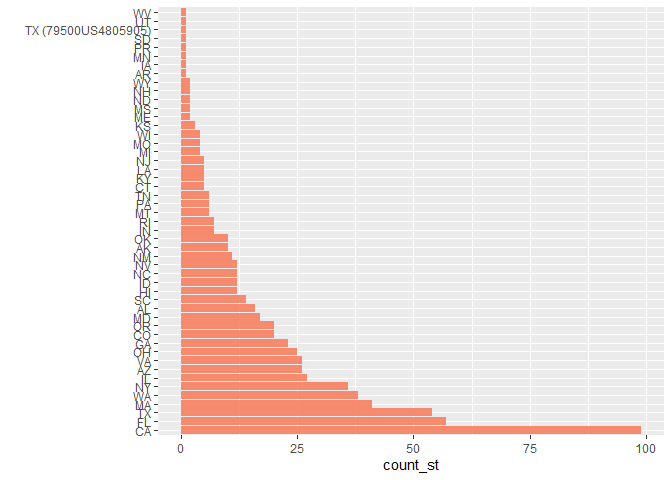 WV
UT
TX (79500US4805905)
SD
PR
MN
IA
AR
WY
NH
ND
MS
ME
KS
WI
MO
MI
NJ
LA
KY
CT
TN
PA
MT
RI
IN
OK
AK
NM
NV
NC
ID
HI
SC
AL
MD
OR
CO
GA
OH
VA
AZ
IL
NY
WA
MA
TX
FL
CA
0 25 50 75 100
count_st